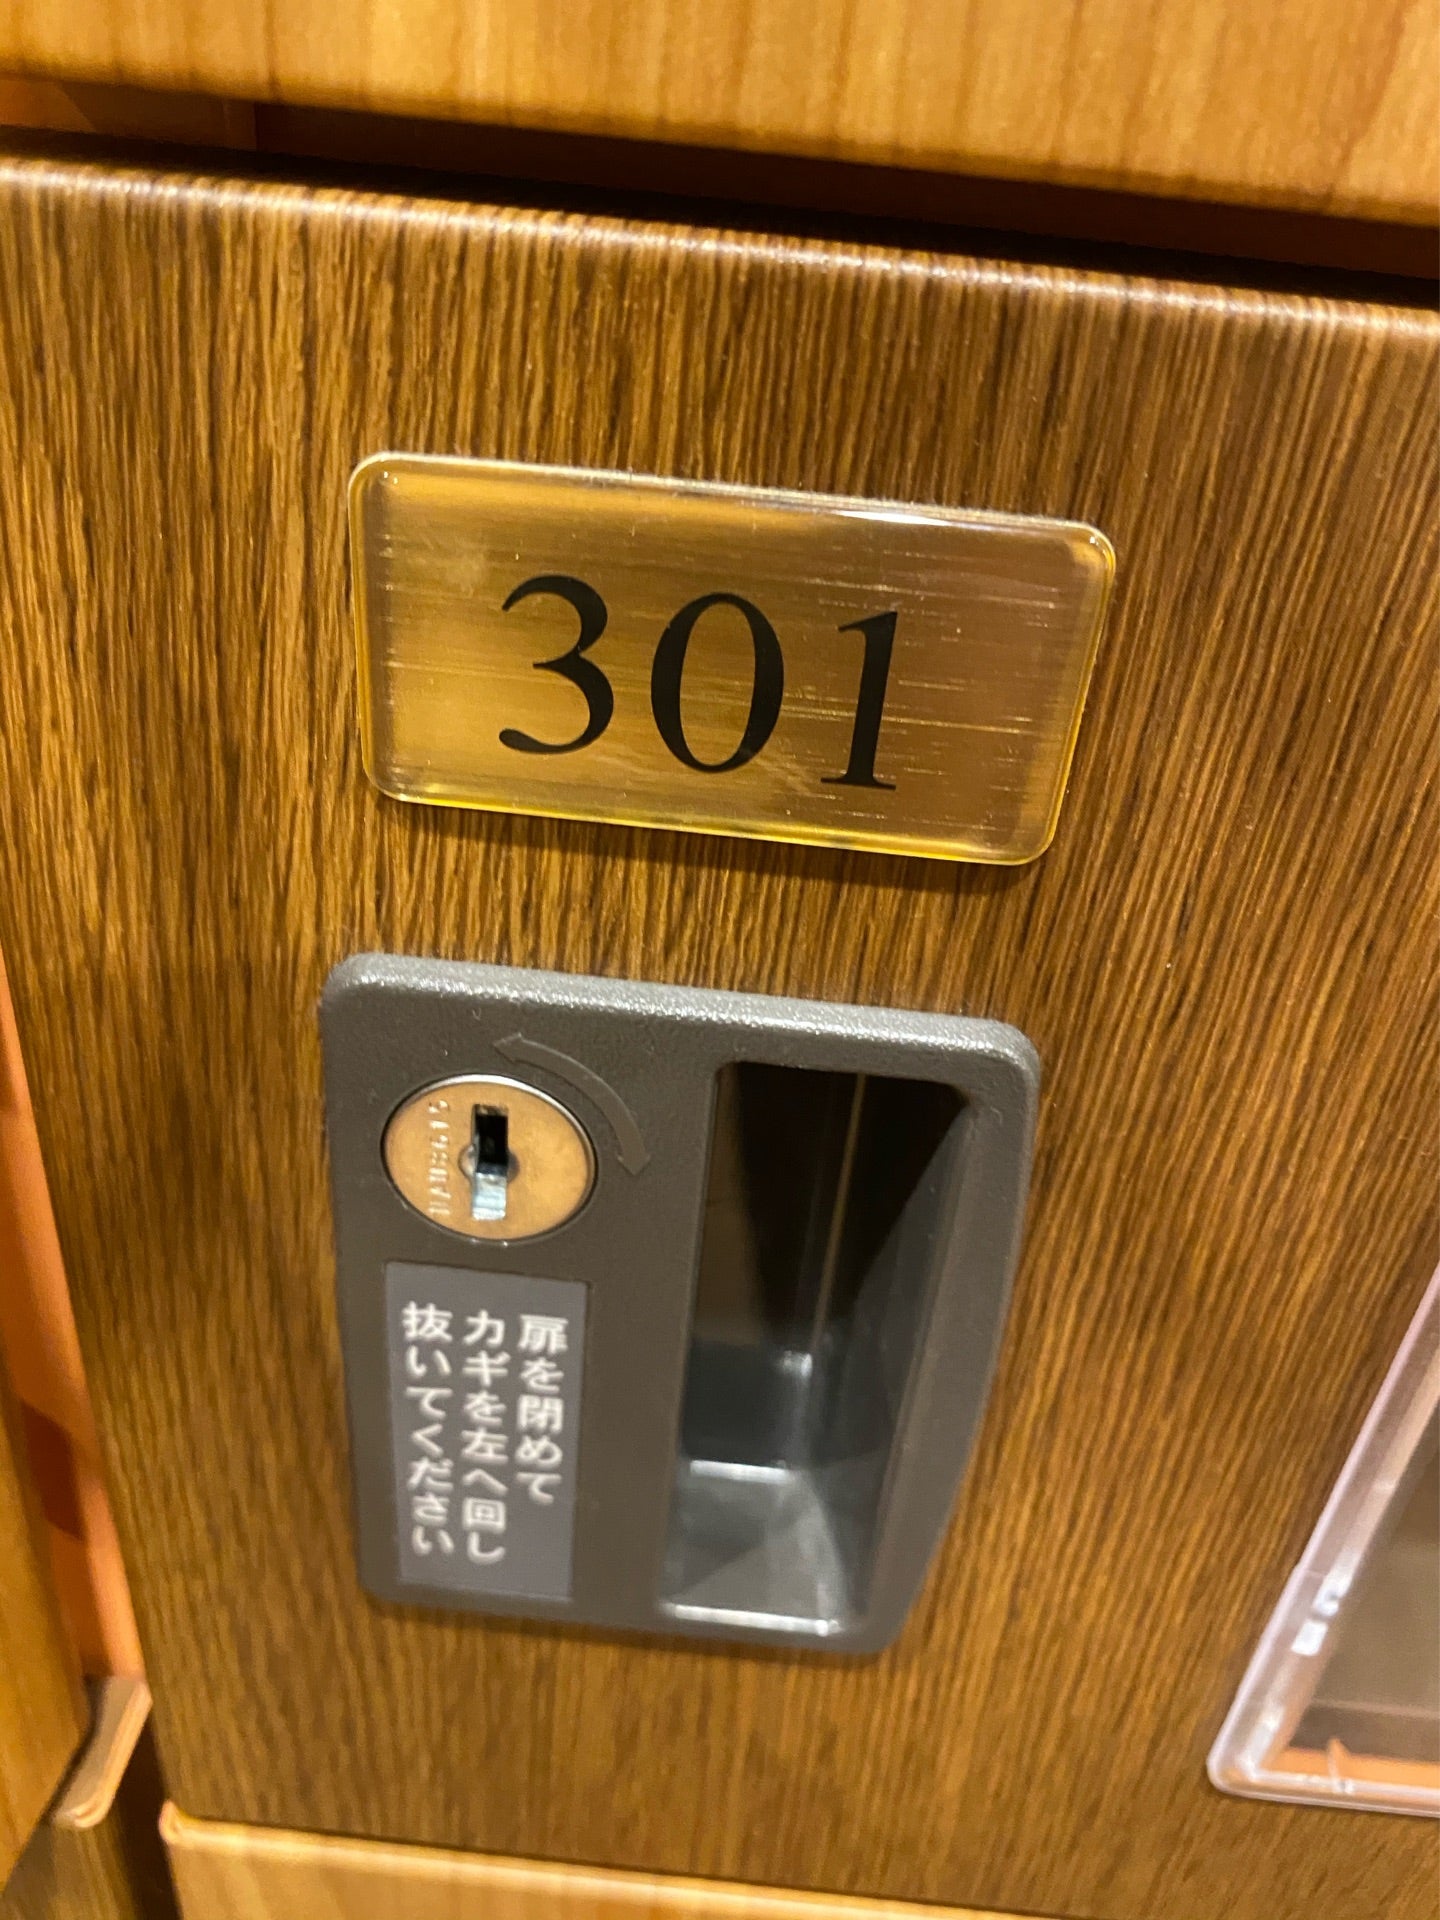 301
扉を閉めて
カギを左へ回し
抜いてください